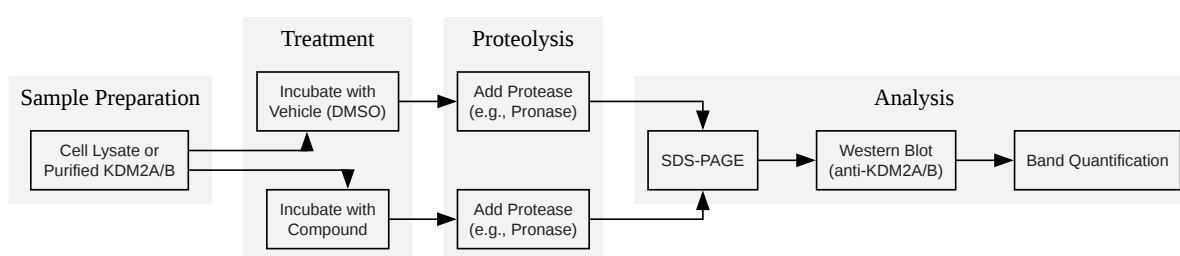 Sample Preparation
Cell Lysate or
Purified KDM2A/B
Treatment
Incubate with
Vehicle (DMSO)
Incubate with
Compound
Proteolysis
Add Protease
(e.g., Pronase)
Add Protease
(e.g., Pronase)
Analysis
SDS-PAGE
Western Blot
(anti-KDM2A/B)
Band Quantification